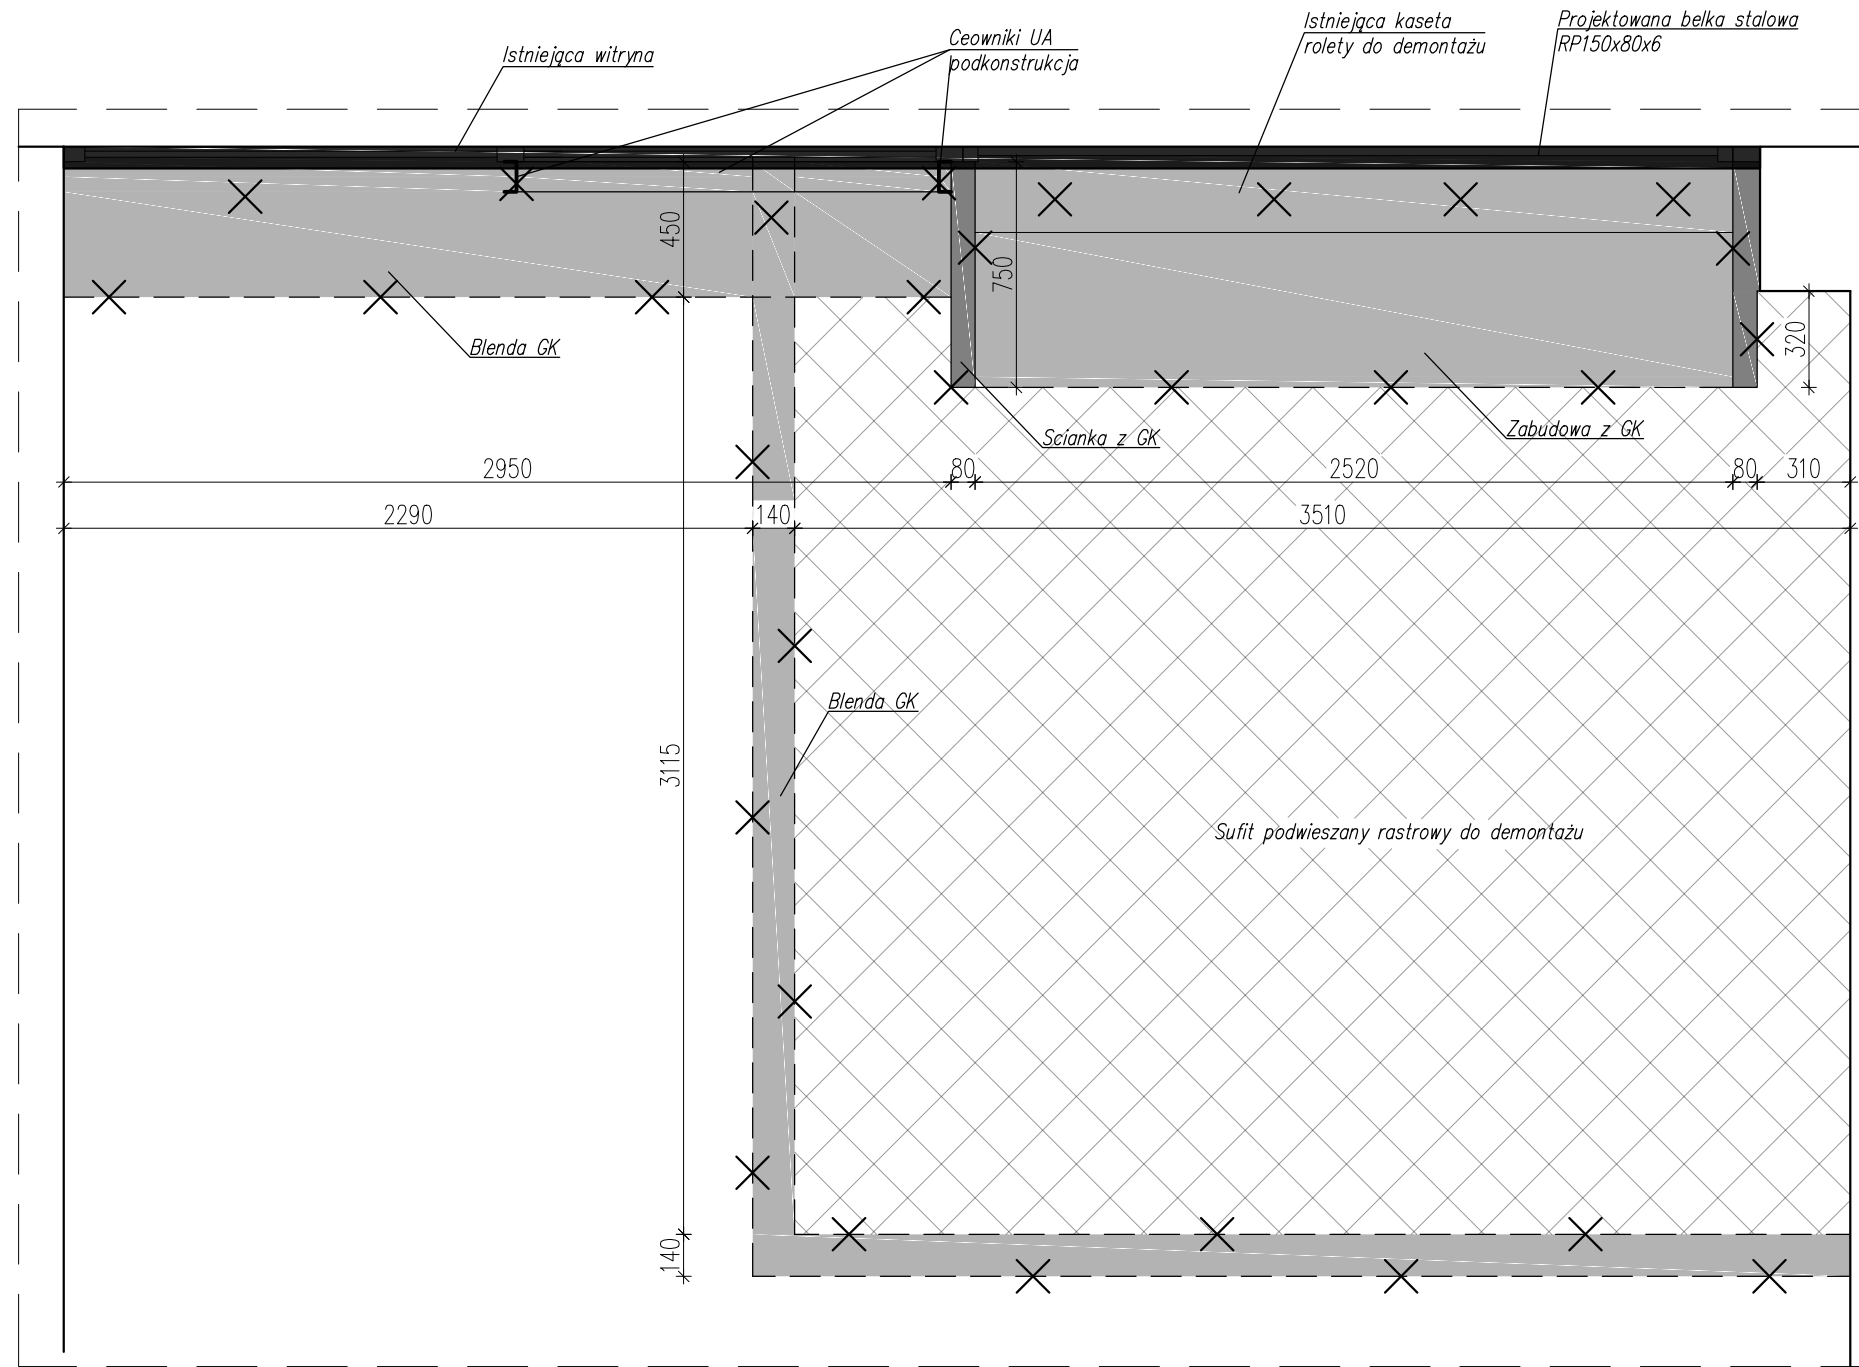 Istniejąca witryna
Ceowniki UA
podkonstrukcja
Istniejąca kaseta
rolety do demontażu
Projektowana belka stalowa
RP150x80x6
450
750
320
Blenda GK
Scianka z GK
Zabudowa z GK
2950
80
2520
80
310
2290
140
3510
Blenda GK
3115
Sufit podwieszany rastrowy do demontażu
140